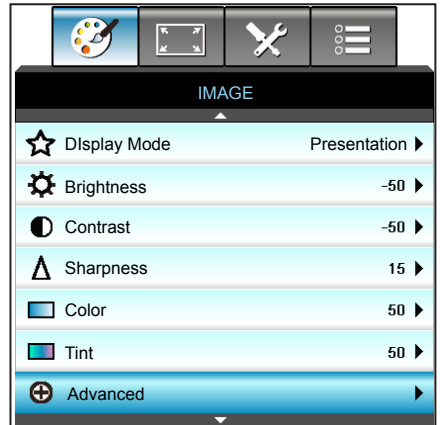 IMAGE
DIsplay Mode Presentation
Brightness -50
Contrast -50
Sharpness 15
Color 50
Tint 50
Advanced